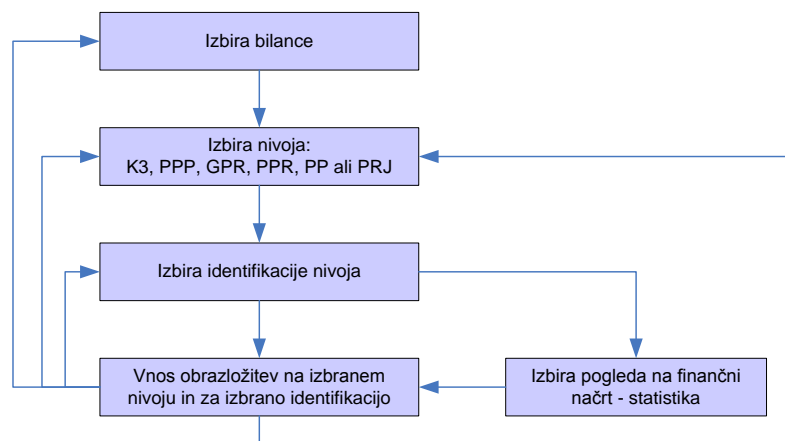 Izbira bilance
Izbira nivoja:
K3, PPP, GPR, PPR, PP ali PRJ
Izbira identifikacije nivoja
Vnos obrazložitev na izbranem
nivoju in za izbrano identifikacijo
Izbira pogleda na finančni
načrt - statistika